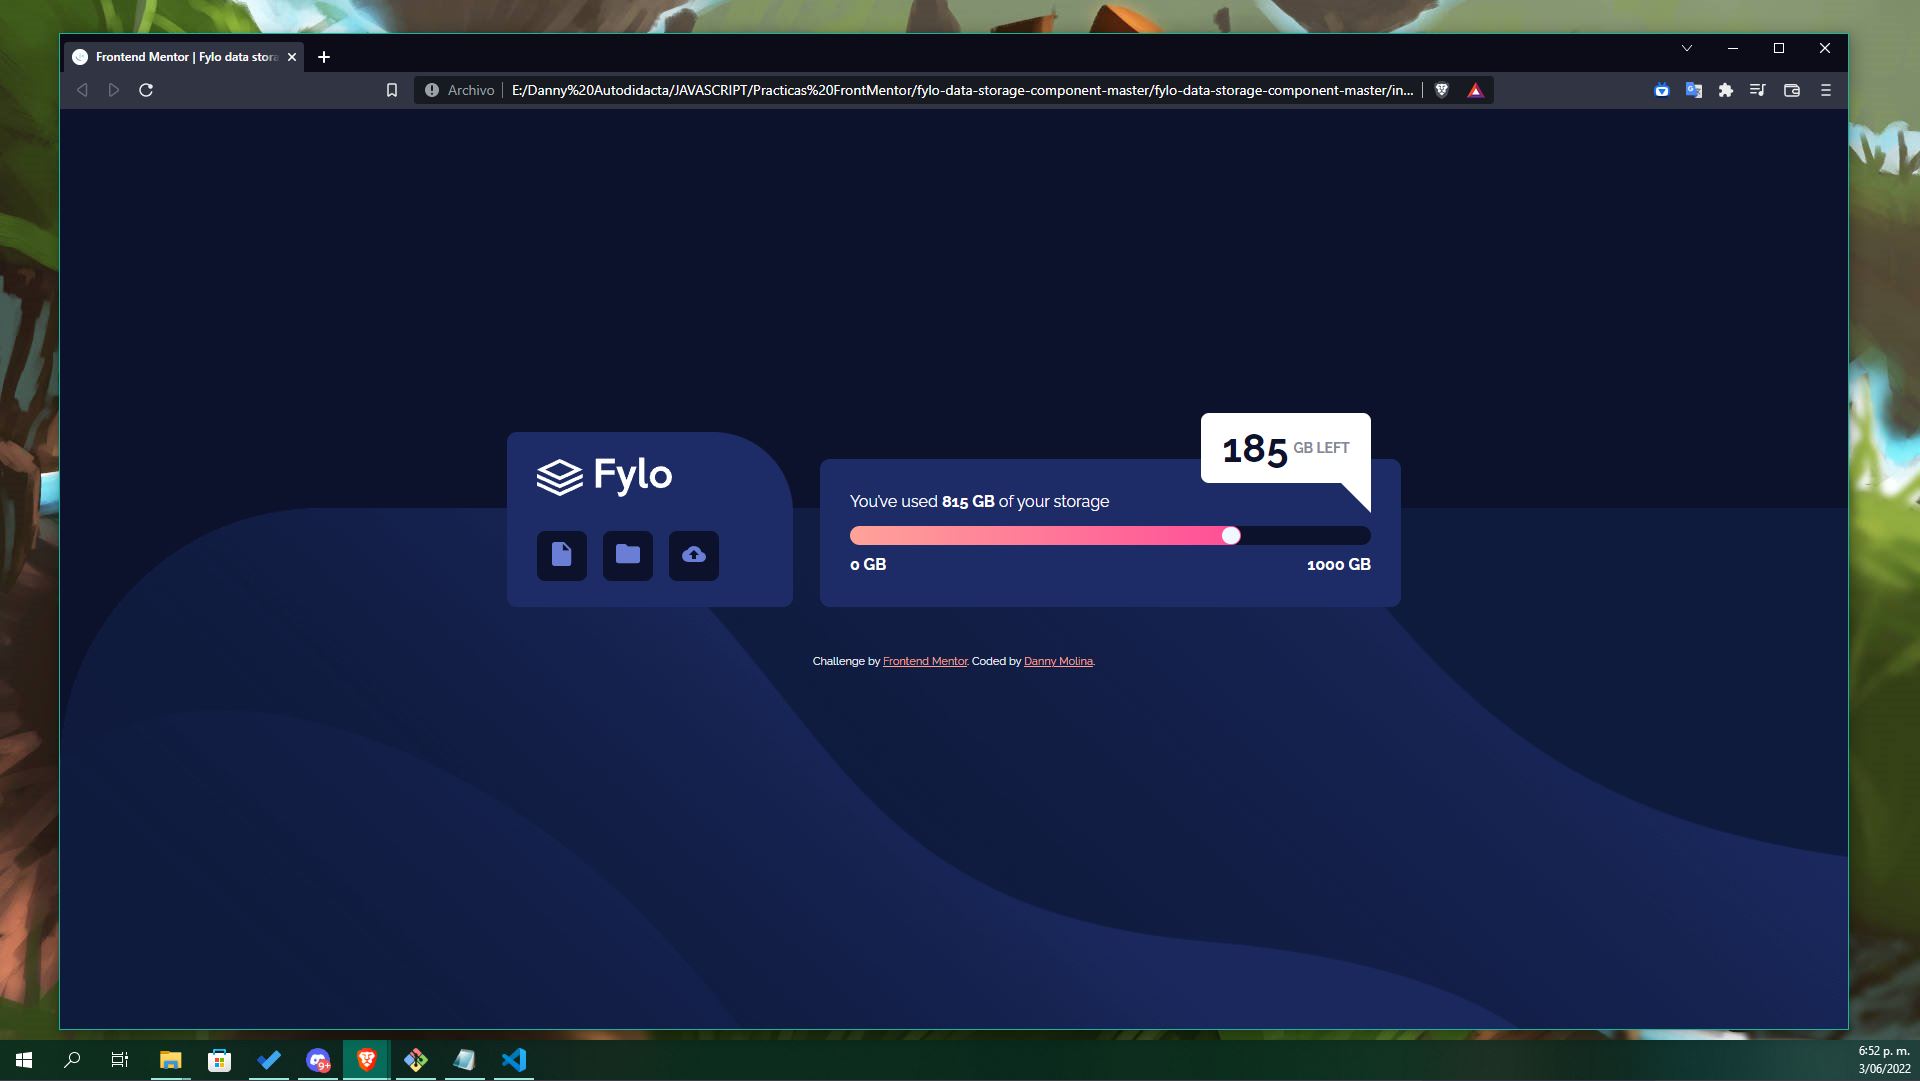 Frontend Mentor | Fylo data stora
Archivo
E:/Danny%20Autodidacta/JAVASCRIPT/Practicas%20FrontMentor/fylo-data-storage-component-master/fylo-data-storage-component-master/in...
Fylo
185 GB LEFT
You've used 815 GB of your storage
0 GB
1000 GB
Challenge by Frontend Mentor. Coded by Danny Molina.
9+
6:52 p. m.
3/06/2022